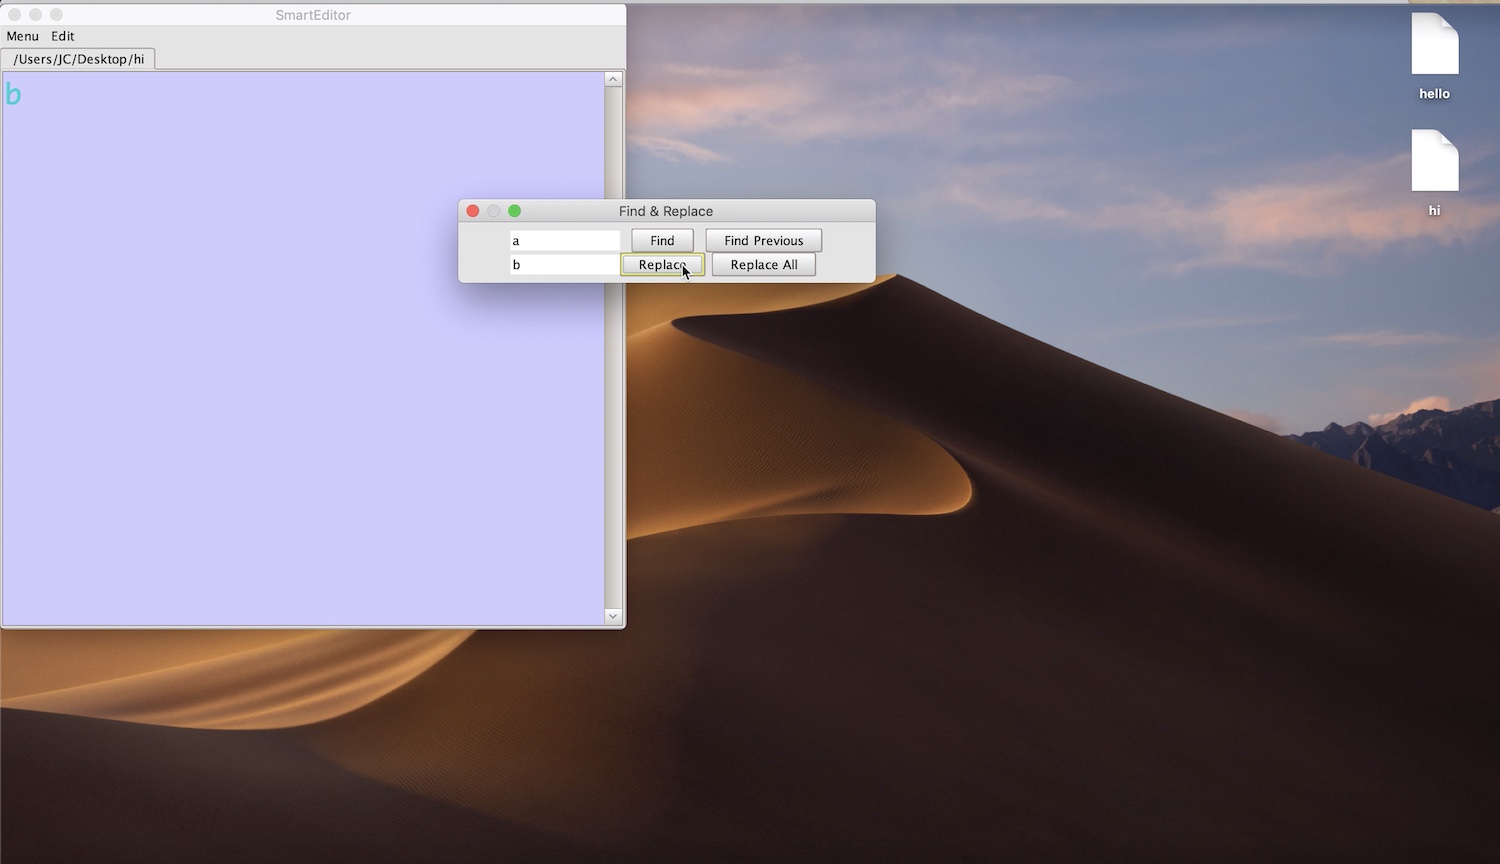 SmartEditor
Menu Edit
/Users/JC/Desktop/hi
b
Find & Replace
a Find Find Previous
b Replace Replace All
hello
hi